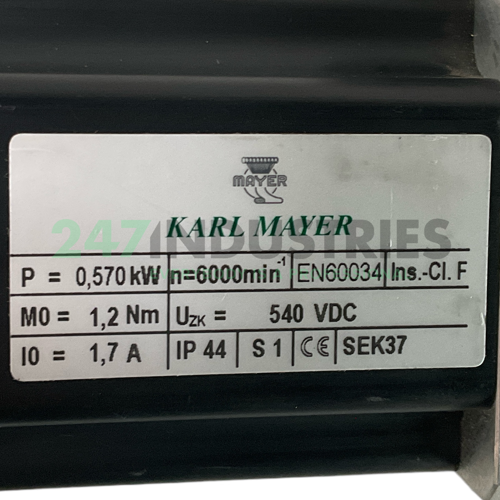 MAYER
KARL MAYER
247INDUSTRIES
P = 0,570 kW n=6000min⁻¹ EN60034 Ins.-Cl. F
M0 = 1,2 Nm UZK = 540 VDC
I0 = 1,7 A IP 44 S 1 CE SEK37